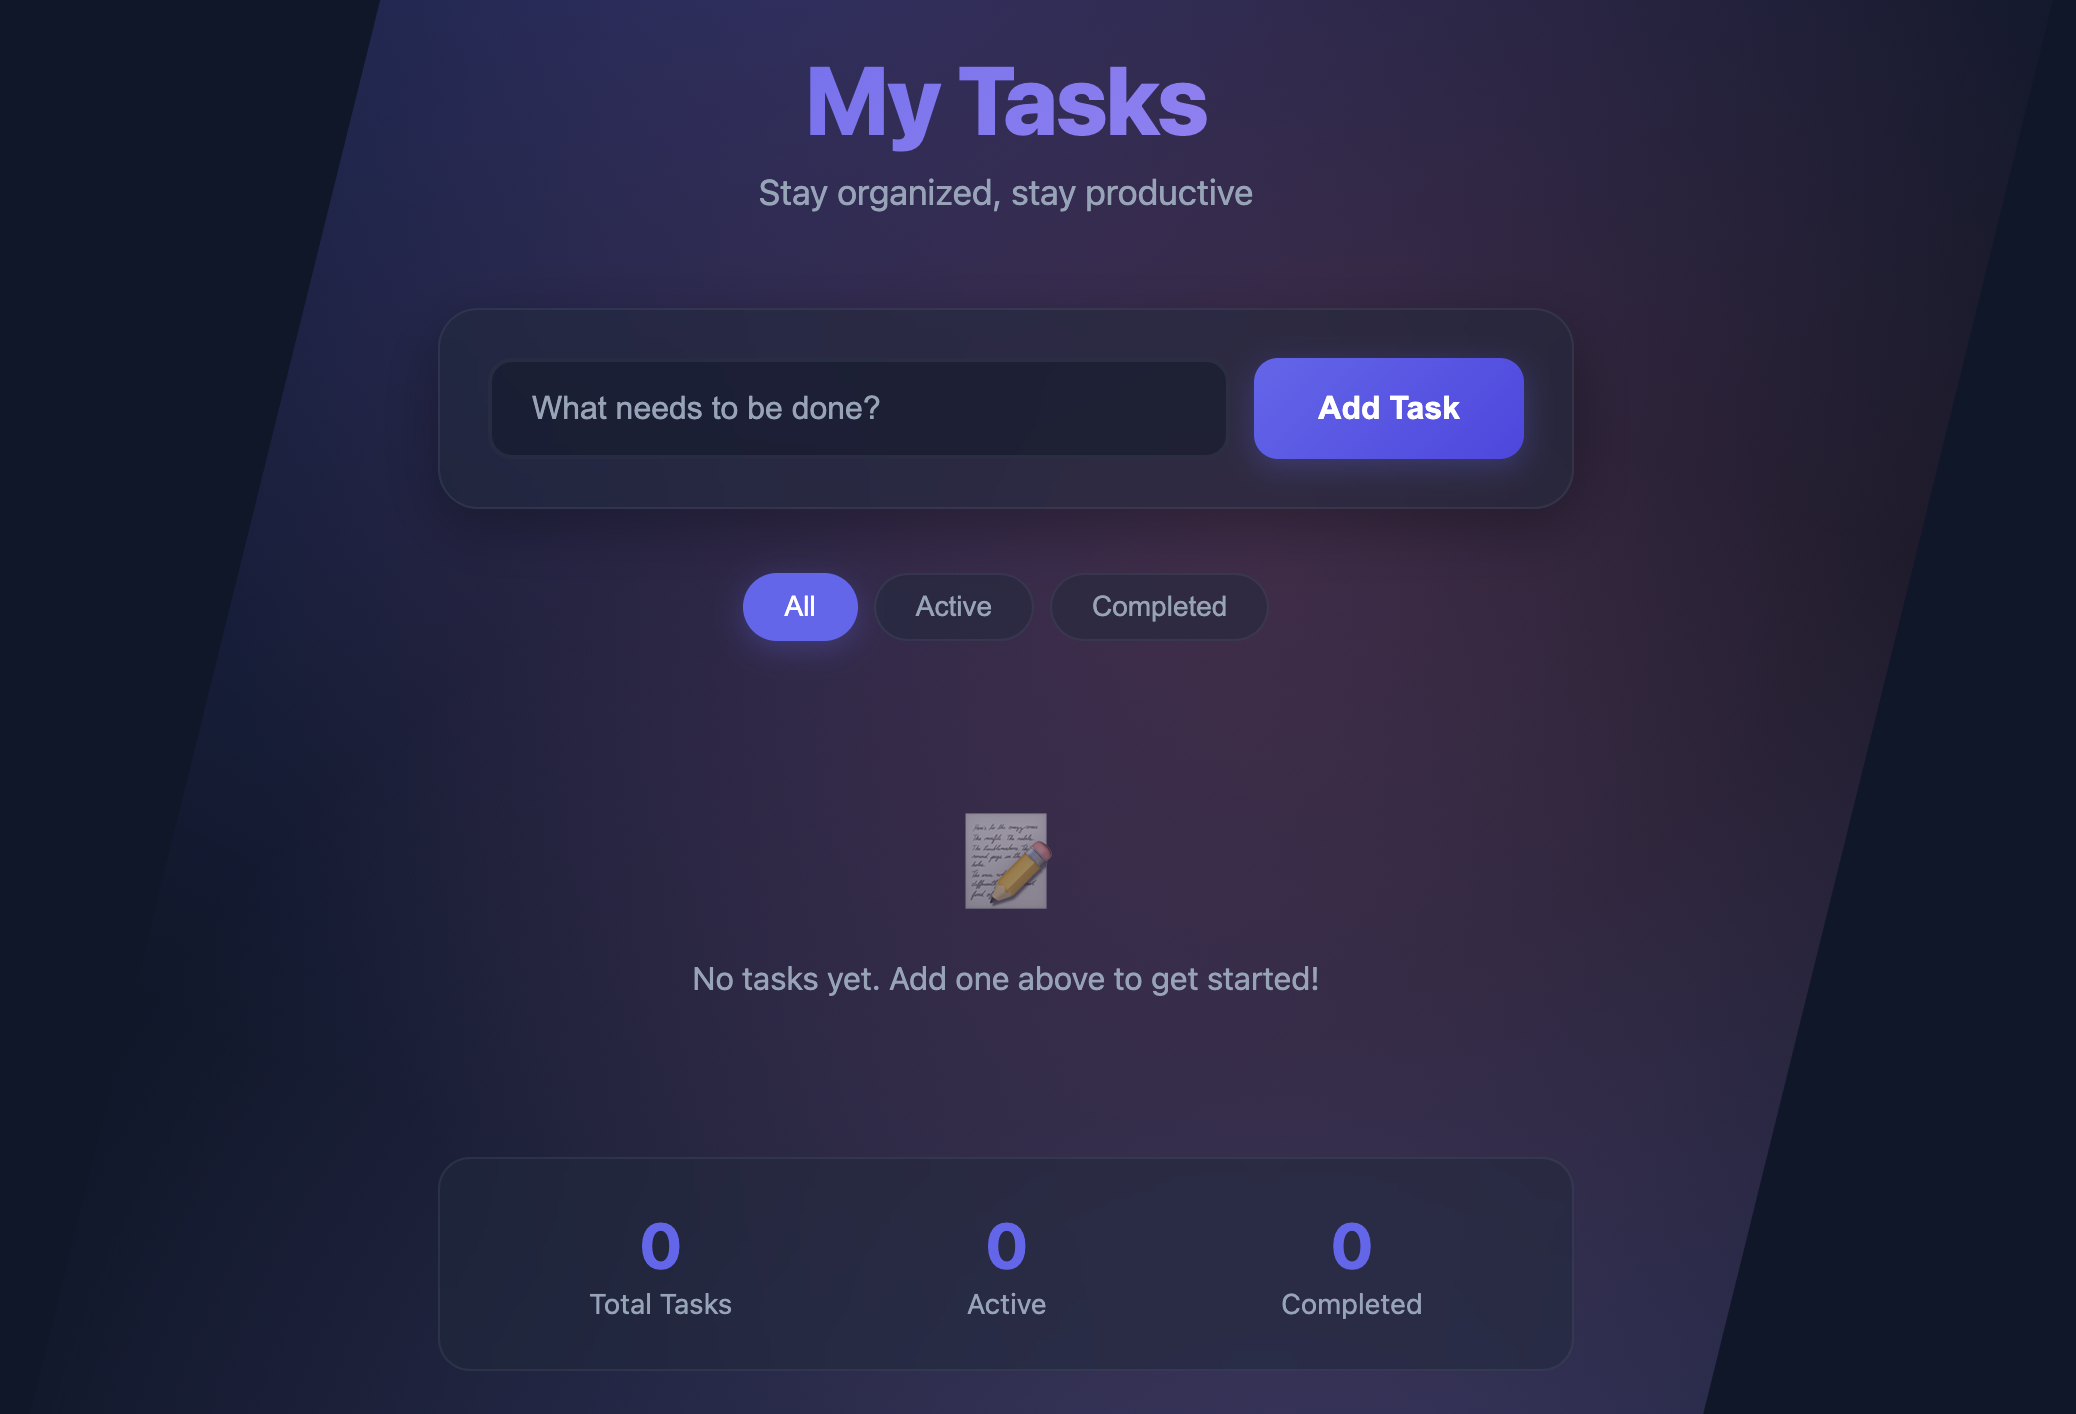 My Tasks
Stay organized, stay productive
What needs to be done?
Add Task
All
Active
Completed
No tasks yet. Add one above to get started!
0
0
0
Total Tasks
Active
Completed